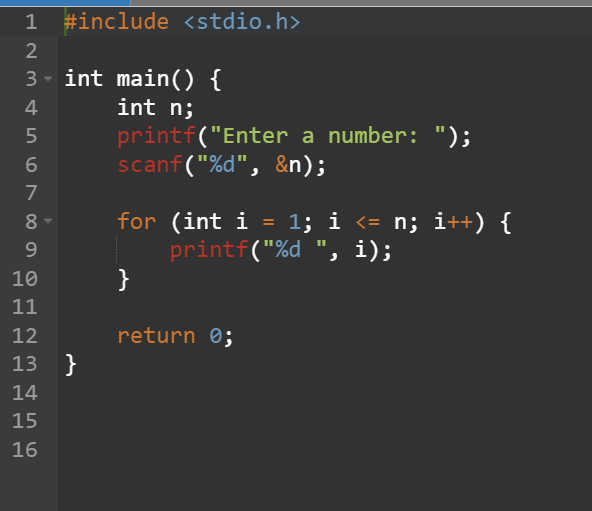 1 #include <stdio.h>
2
3 int main() {
4     int n;
5     printf("Enter a number: ");
6     scanf("%d", &n);
7
8     for (int i = 1; i <= n; i++) {
9         printf("%d ", i);
10     }
11
12     return 0;
13 }
14
15
16